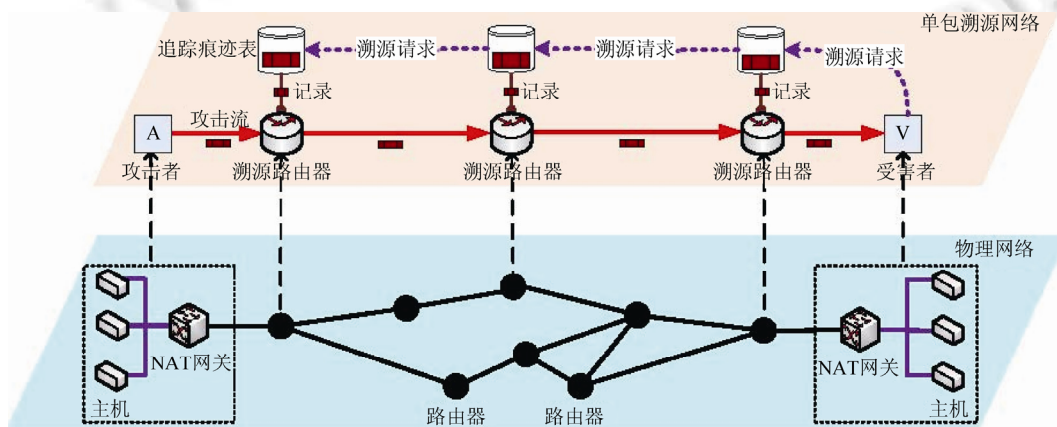 单包溯源网络
追踪痕迹表
溯源请求
溯源请求
溯源请求
记录
记录
记录
A
攻击流
V
攻击者
溯源路由器
溯源路由器
溯源路由器
受害者
物理网络
NAT网关
NAT网关
主机
路由器
路由器
主机